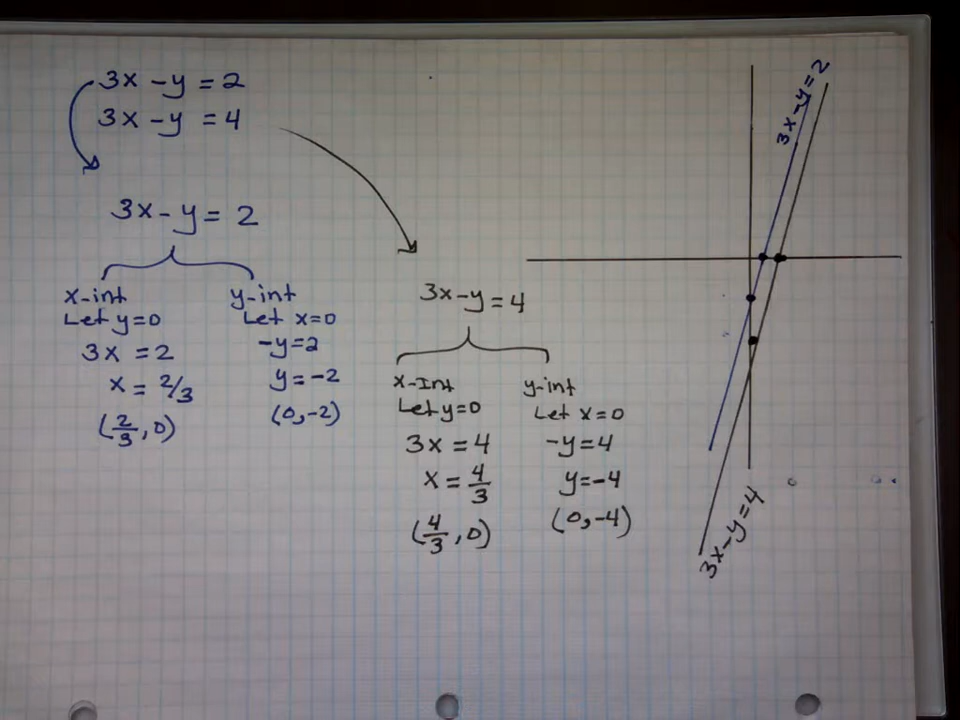 3x - y = 2
3x - y = 4
3x - y = 2
x-int
Let y=0
3x = 2
x = 2/3
(2/3, 0)
y-int
Let x=0
-y=2
y=-2
(0,-2)
3x-y=4
x-Int
Let y=0
3x = 4
x = 4/3
(4/3, 0)
y-int
Let x=0
-y=4
y=-4
(0,-4)
3x-y=2
3x-y=4